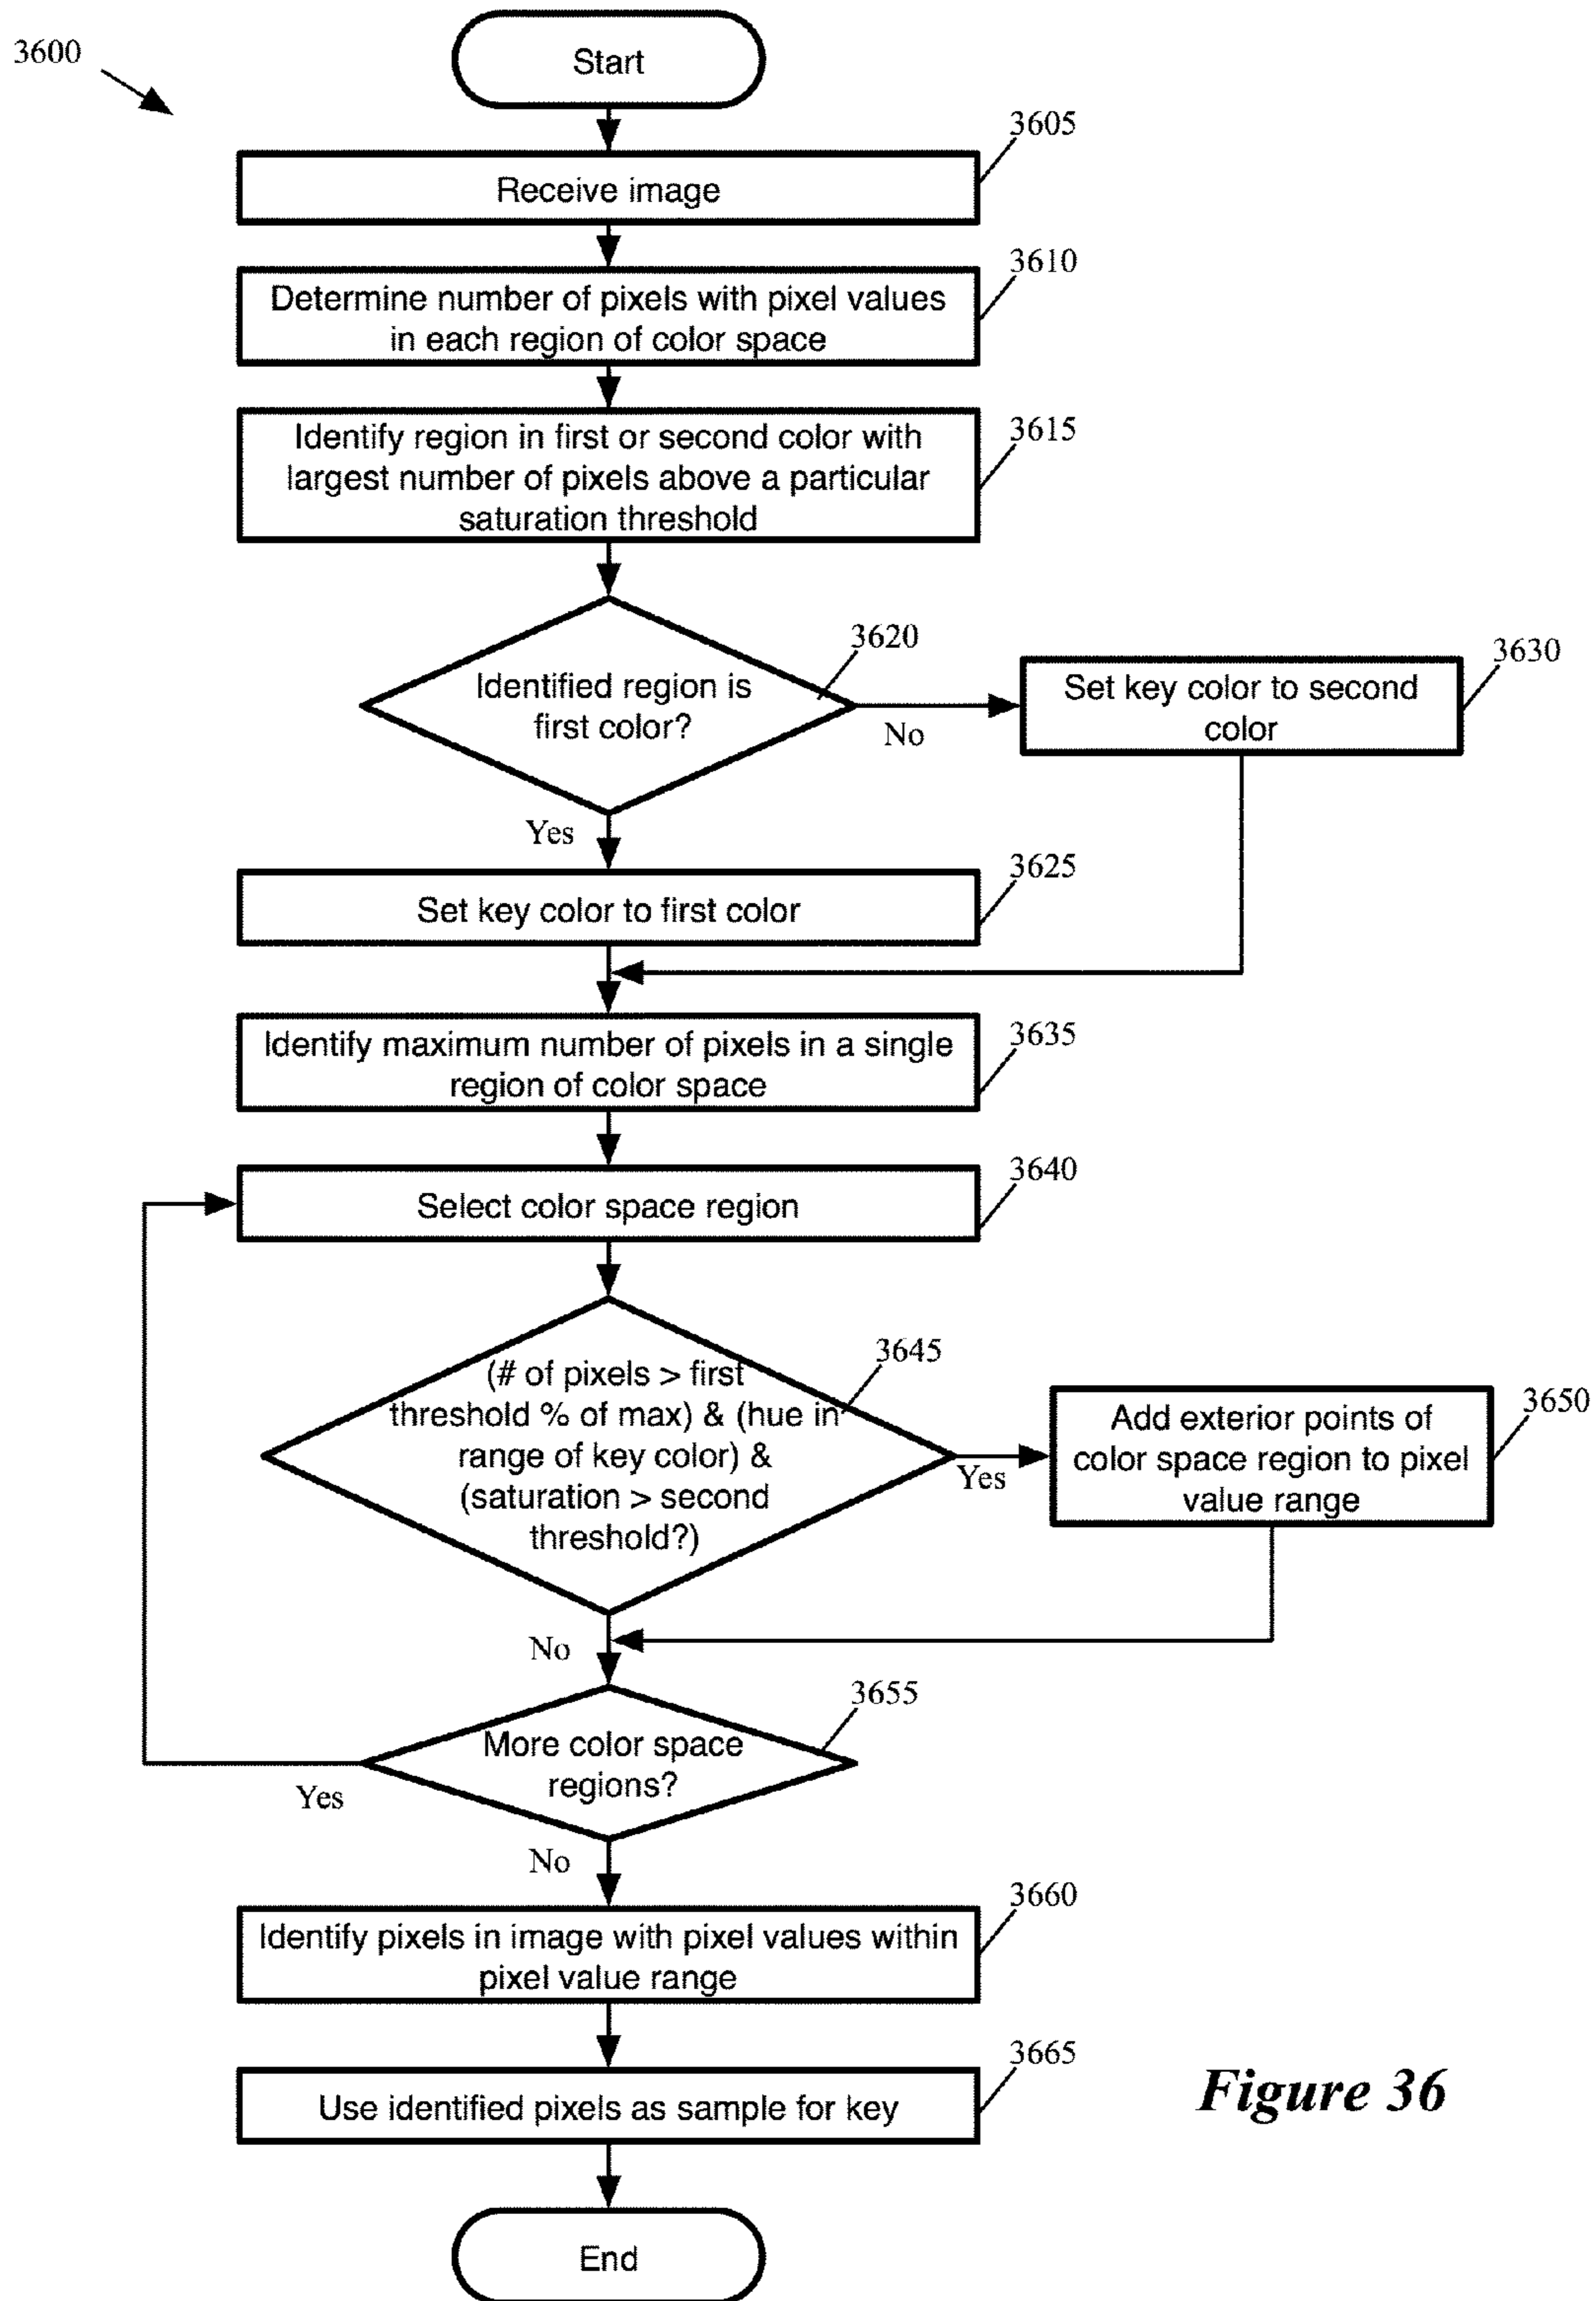 3600
Start
3605
Receive image
3610
Determine number of pixels with pixel values
in each region of color space
3615
Identify region in first or second color with
largest number of pixels above a particular
saturation threshold
3620
Identified region is
first color?
No
3630
Set key color to second
color
Yes
3625
Set key color to first color
3635
Identify maximum number of pixels in a single
region of color space
3640
Select color space region
3645
(# of pixels > first
threshold % of max) & (hue in
range of key color) &
(saturation > second
threshold?)
Yes
3650
Add exterior points of
color space region to pixel
value range
No
3655
More color space
regions?
Yes
No
3660
Identify pixels in image with pixel values within
pixel value range
3665
Use identified pixels as sample for key
Figure 36
End